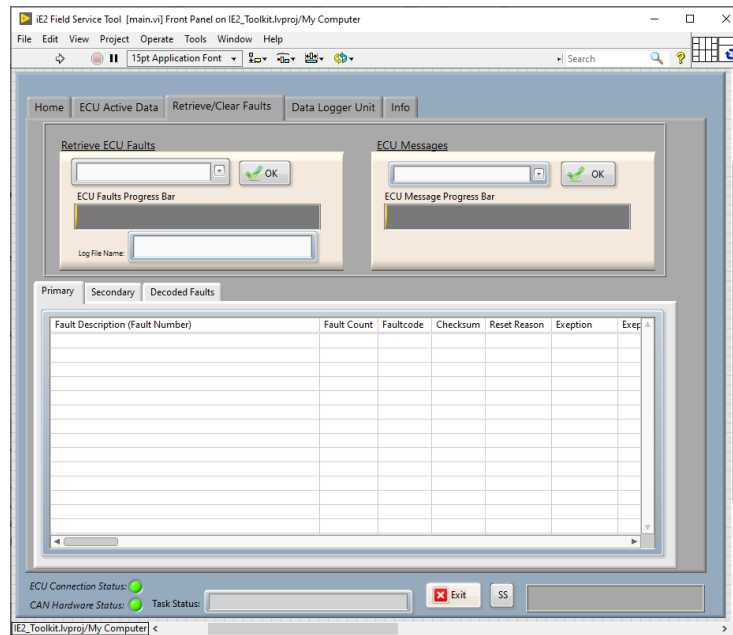 iE2 Field Service Tool [main.vi] Front Panel on IE2_Toolkit.lvproj/My Computer
File Edit View Project Operate Tools Window Help
15pt Application Font Search
Home ECU Active Data Retrieve/Clear Faults Data Logger Unit Info
Retrieve ECU Faults ECU Messages
OK OK
ECU Faults Progress Bar ECU Message Progress Bar
Log File Name:
Primary Secondary Decoded Faults
Fault Description (Fault Number) Fault Count Faultcode Checksum Reset Reason Exeption Exep
ECU Connection Status:
CAN Hardware Status: Task Status: Exit SS
IE2_Toolkit.lvproj/My Computer